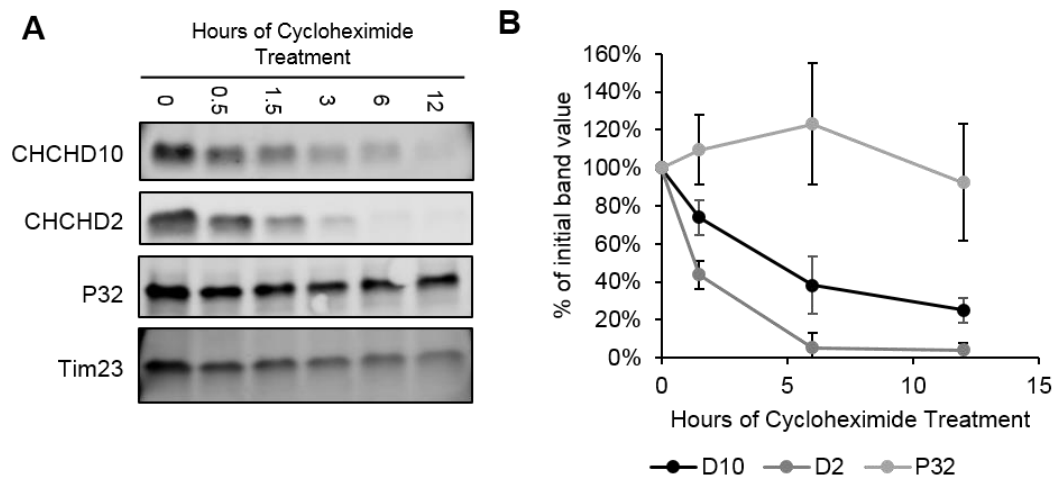 A
Hours of Cycloheximide
Treatment
0 0.5 1.5 3 6 12
CHCHD10
CHCHD2
P32
Tim23
B
% of initial band value
160%
140%
120%
100%
80%
60%
40%
20%
0%
0 5 10 15
Hours of Cycloheximide Treatment
D10 D2 P32